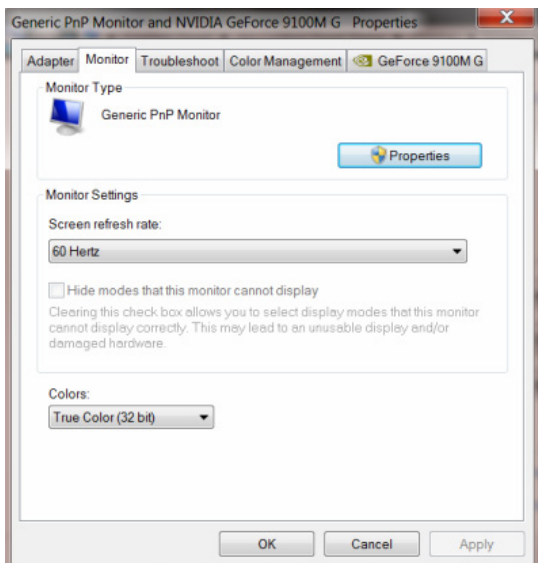 Generic PnP Monitor and NVIDIA GeForce 9100M G Properties
X
Adapter Monitor Troubleshoot Color Management GeForce 9100M G
Monitor Type
Generic PnP Monitor
Properties
Monitor Settings
Screen refresh rate:
60 Hertz
Hide modes that this monitor cannot display
Clearing this check box allows you to select display modes that this monitor
cannot display correctly. This may lead to an unusable display and/or
damaged hardware.
Colors:
True Color (32 bit)
OK Cancel Apply